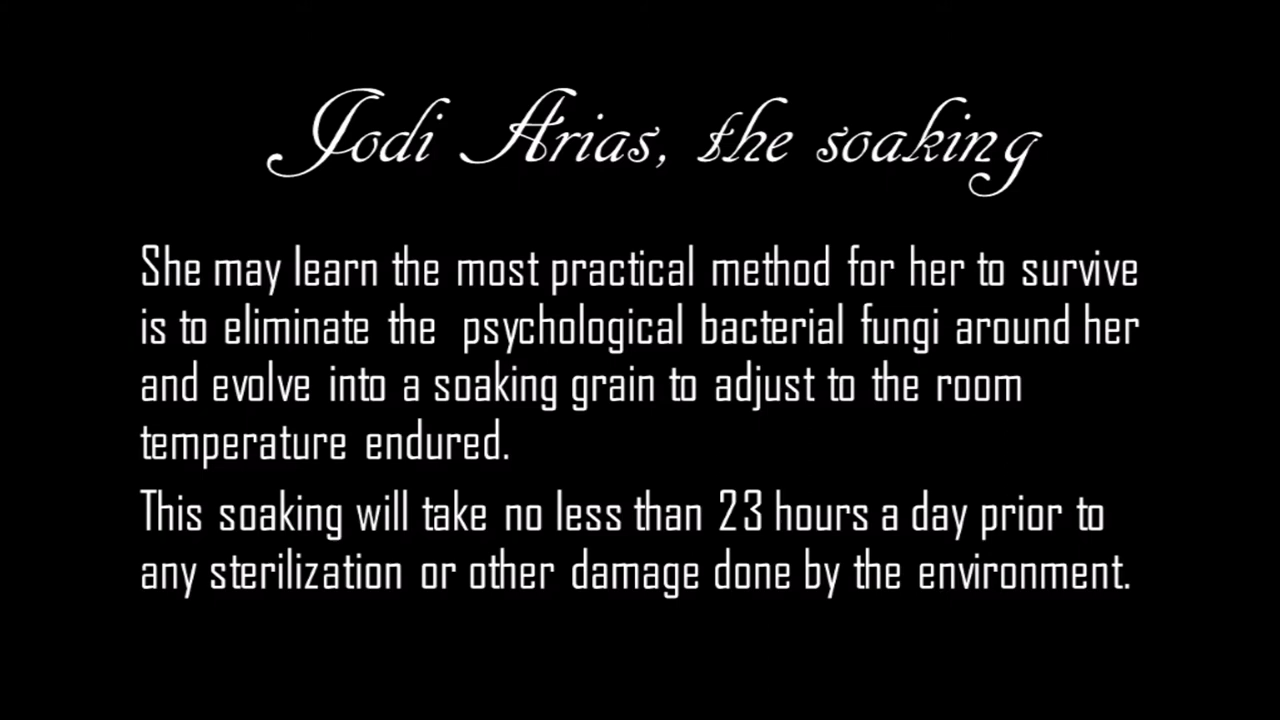 Jodi Arias, the soaking
She may learn the most practical method for her to survive
is to eliminate the psychological bacterial fungi around her
and evolve into a soaking grain to adjust to the room
temperature endured.
This soaking will take no less than 23 hours a day prior to
any sterilization or other damage done by the environment.